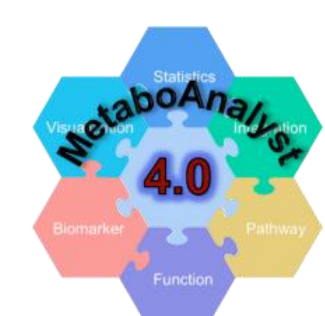 Statistics
MetaboAnalyst
Visualization
Integration
4.0
Biomarker
Pathway
Function